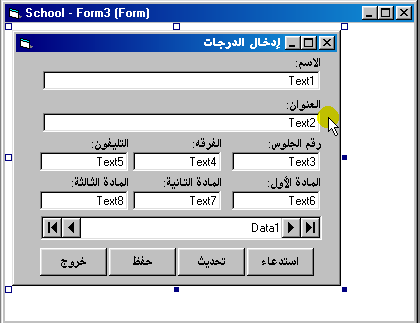 School - Form3 (Form)
إدخال الدرجات
الاسم:
Text1
العنوان:
Text2
رقم الجلوس: الفرقه: التليفون:
Text3 Text4 Text5
المادة الأول: المادة الثانية: المادة الثالثة:
Text6 Text7 Text8
Data1
استدعاء تحديث حفظ خروج